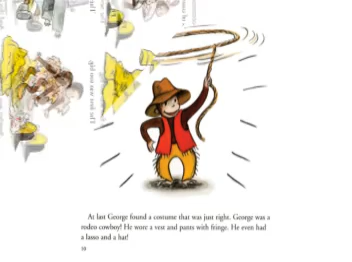 At last George found a costume that was just right. George was a
rodeo cowboy! He wore a vest and pants with fringe. He even had
a lasso and a hat!
10